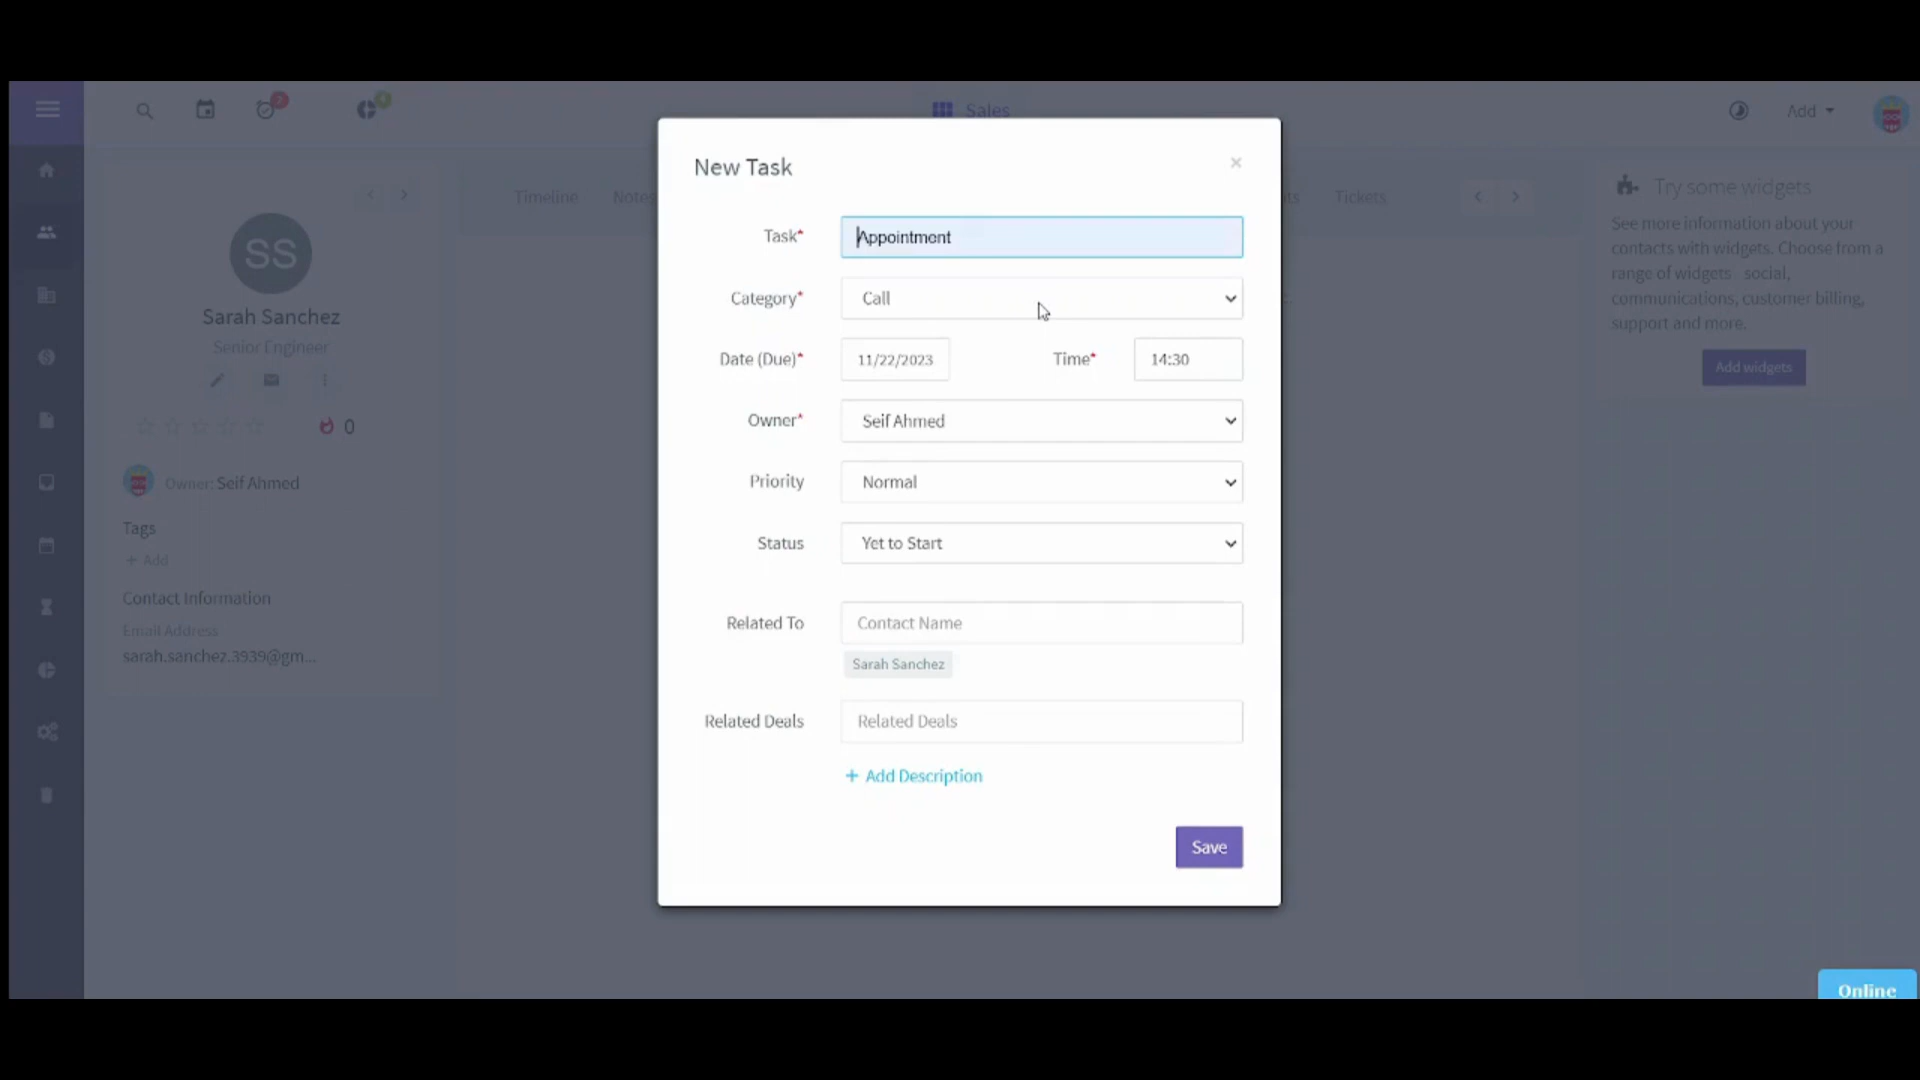 2
Sales
Add
New Task
×
Timeline
Notes
ts
Tickets
Task*
Appointment
Category*
Call
Date (Due)*
11/22/2023
Time*
14:30
Owner*
Seif Ahmed
Priority
Normal
Status
Yet to Start
Related To
Contact Name
Sarah Sanchez
Related Deals
Related Deals
+ Add Description
Save
SS
Sarah Sanchez
Senior Engineer
0
Owner: Seif Ahmed
Tags
+ Add
Contact Information
Email Address
sarah.sanchez.3939@gm...
Try some widgets
See more information about your
contacts with widgets. Choose from a
range of widgets social,
communications, customer billing,
support and more.
Add widgets
Online